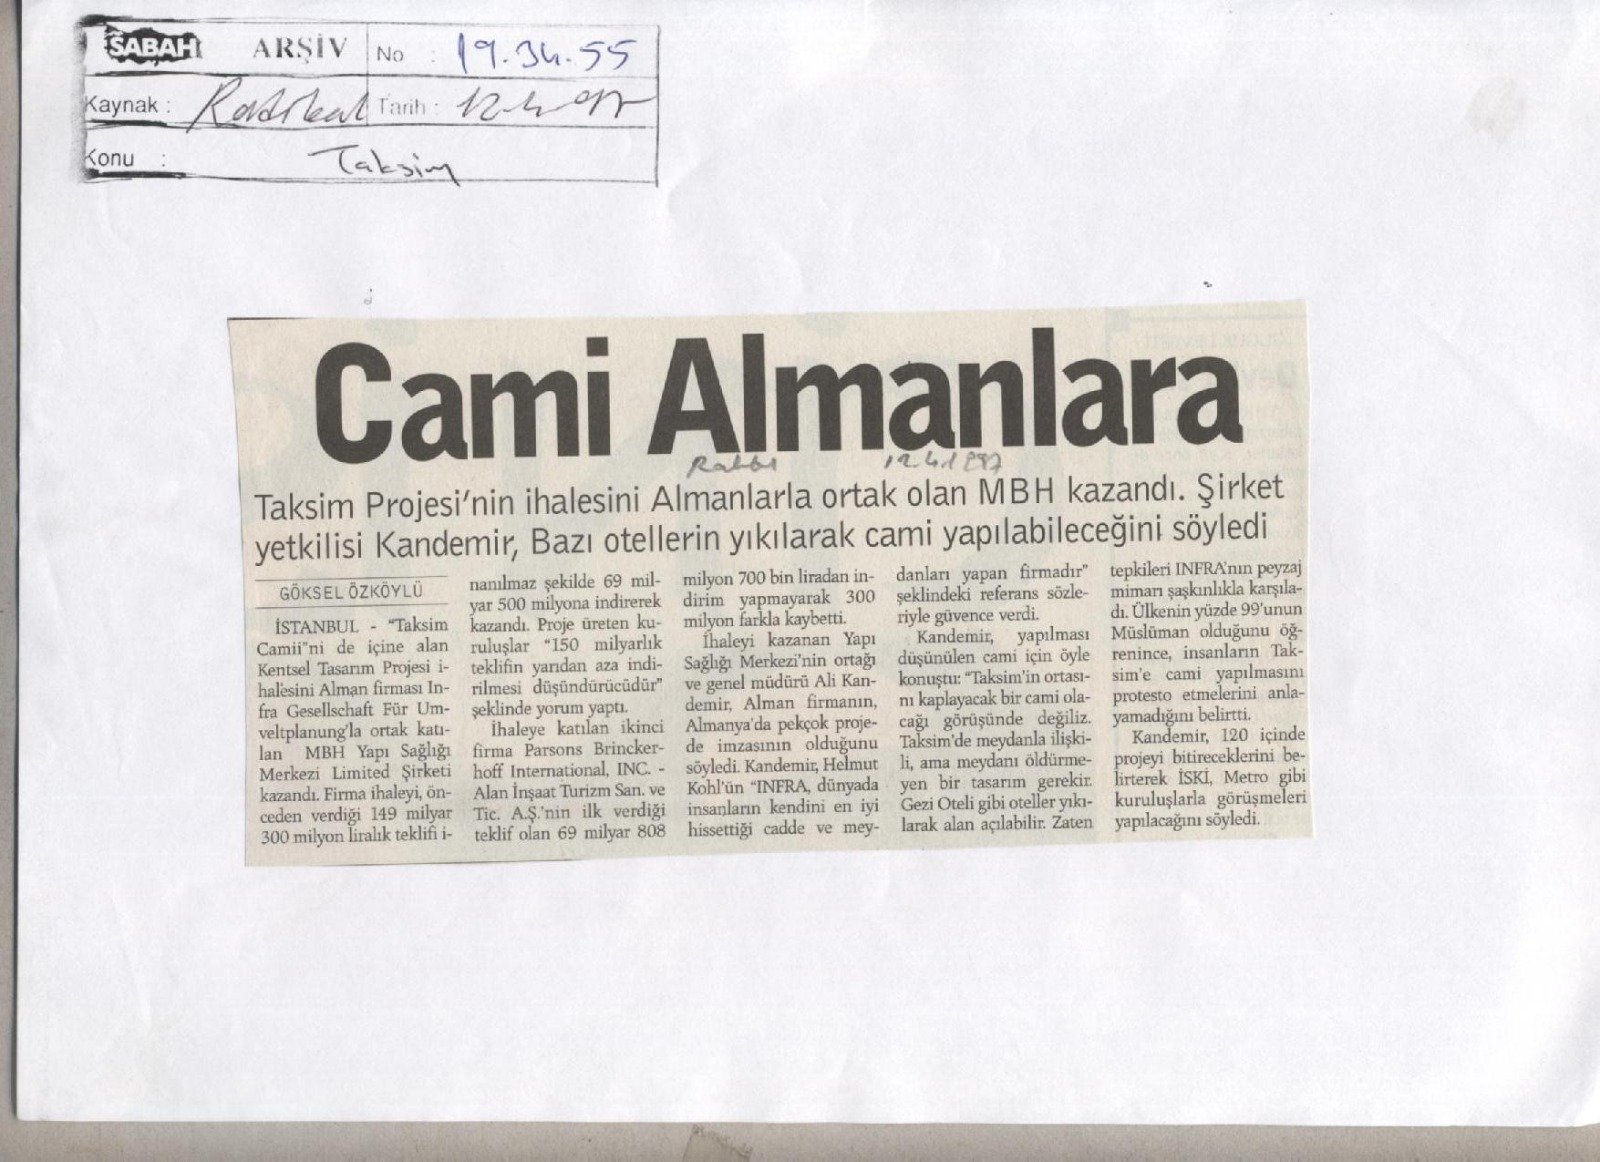 SABAH ARŞİV No : 19.34.55
Kaynak : Radikal Tarih : 12.4.97
Konu : Taksim
Cami Almanlara
12.4.1997
Taksim Projesi'nin ihalesini Almanlarla ortak olan MBH kazandı. Şirket
yetkilisi Kandemir, Bazı otellerin yıkılarak cami yapılabileceğini söyledi
GÖKSEL ÖZKÖYLÜ
İSTANBUL - "Taksim
Camii"ni de içine alan
Kentsel Tasarım Projesi i-
halesini Alman firması In-
fra Gesellschaft Für Um-
veltplanung'la ortak katı-
lan MBH Yapı Sağlığı
Merkezi Limited Şirketi
kazandı. Firma ihaleyi, ön-
ceden verdiği 149 milyar
300 milyon liralık teklifi i-
nanılmaz şekilde 69 mil-
yar 500 milyona indirerek
kazandı. Proje üreten ku-
ruluşlar "150 milyarlık
teklifin yarıdan aza indi-
rilmesi düşündürücüdür"
şeklinde yorum yaptı.
İhaleye katılan ikinci
firma Parsons Brincker-
hoff International, INC. -
Alan İnşaat Turizm San. ve
Tic. A.Ş.'nin ilk verdiği
teklif olan 69 milyar 808
milyon 700 bin liradan in-
dirim yapmayarak 300
milyon farkla kaybetti.
İhaleyi kazanan Yapı
Sağlığı Merkezi'nin ortağı
ve genel müdürü Ali Kan-
demir, Alman firmanın,
Almanya'da pekçok proje-
de imzasının olduğunu
söyledi. Kandemir, Helmut
Kohl'ün "INFRA, dünyada
insanların kendini en iyi
hissettiği cadde ve mey-
danları yapan firmadır"
şeklindeki referans sözle-
riyle güvence verdi.
Kandemir, yapılması
düşünülen cami için öyle
konuştu: "Taksim'in ortası-
nı kaplayacak bir cami ola-
cağı görüşünde değiliz.
Taksim'de meydanla ilişki-
li, ama meydanı öldürme-
yen bir tasarım gerekir.
Gezi Oteli gibi oteller yıkı-
larak alan açılabilir. Zaten
tepkileri INFRA'nın peyzaj
mimarı şaşkınlıkla karşıla-
dı. Ülkenin yüzde 99'unun
Müslüman olduğunu öğ-
renince, insanların Tak-
sim'e cami yapılmasını
protesto etmelerini anla-
yamadığını belirtti.
Kandemir, 120 içinde
projeyi bitireceklerini be-
lirterek İSKİ, Metro gibi
kuruluşlarla görüşmeleri
yapılacağını söyledi.